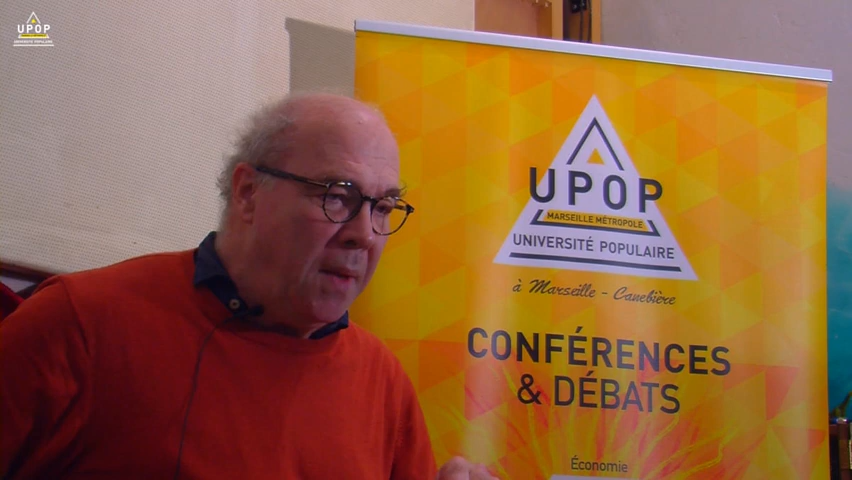 UPOP
UNIVERSITÉ POPULAIRE
UPOP
MARSEILLE MÉTROPOLE
UNIVERSITÉ POPULAIRE
à Marseille - Canebière
CONFÉRENCES
& DÉBATS
Économie